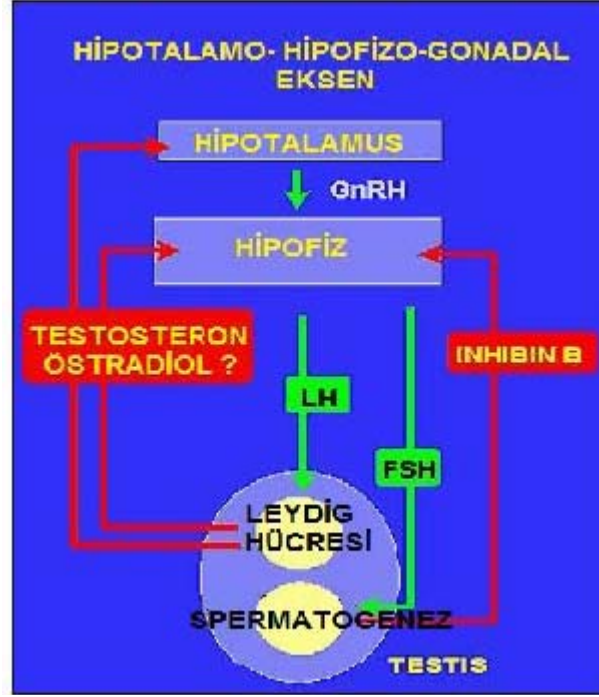 HİPOTALAMO- HİPOFİZO-GONADAL
EKSEN
HİPOTALAMUS
GnRH
HİPOFİZ
TESTOSTERON
ÖSTRADİOL ?
INHIBIN B
LH
FSH
LEYDİG
HÜCRESİ
SPERMATOGENEZ
TESTIS